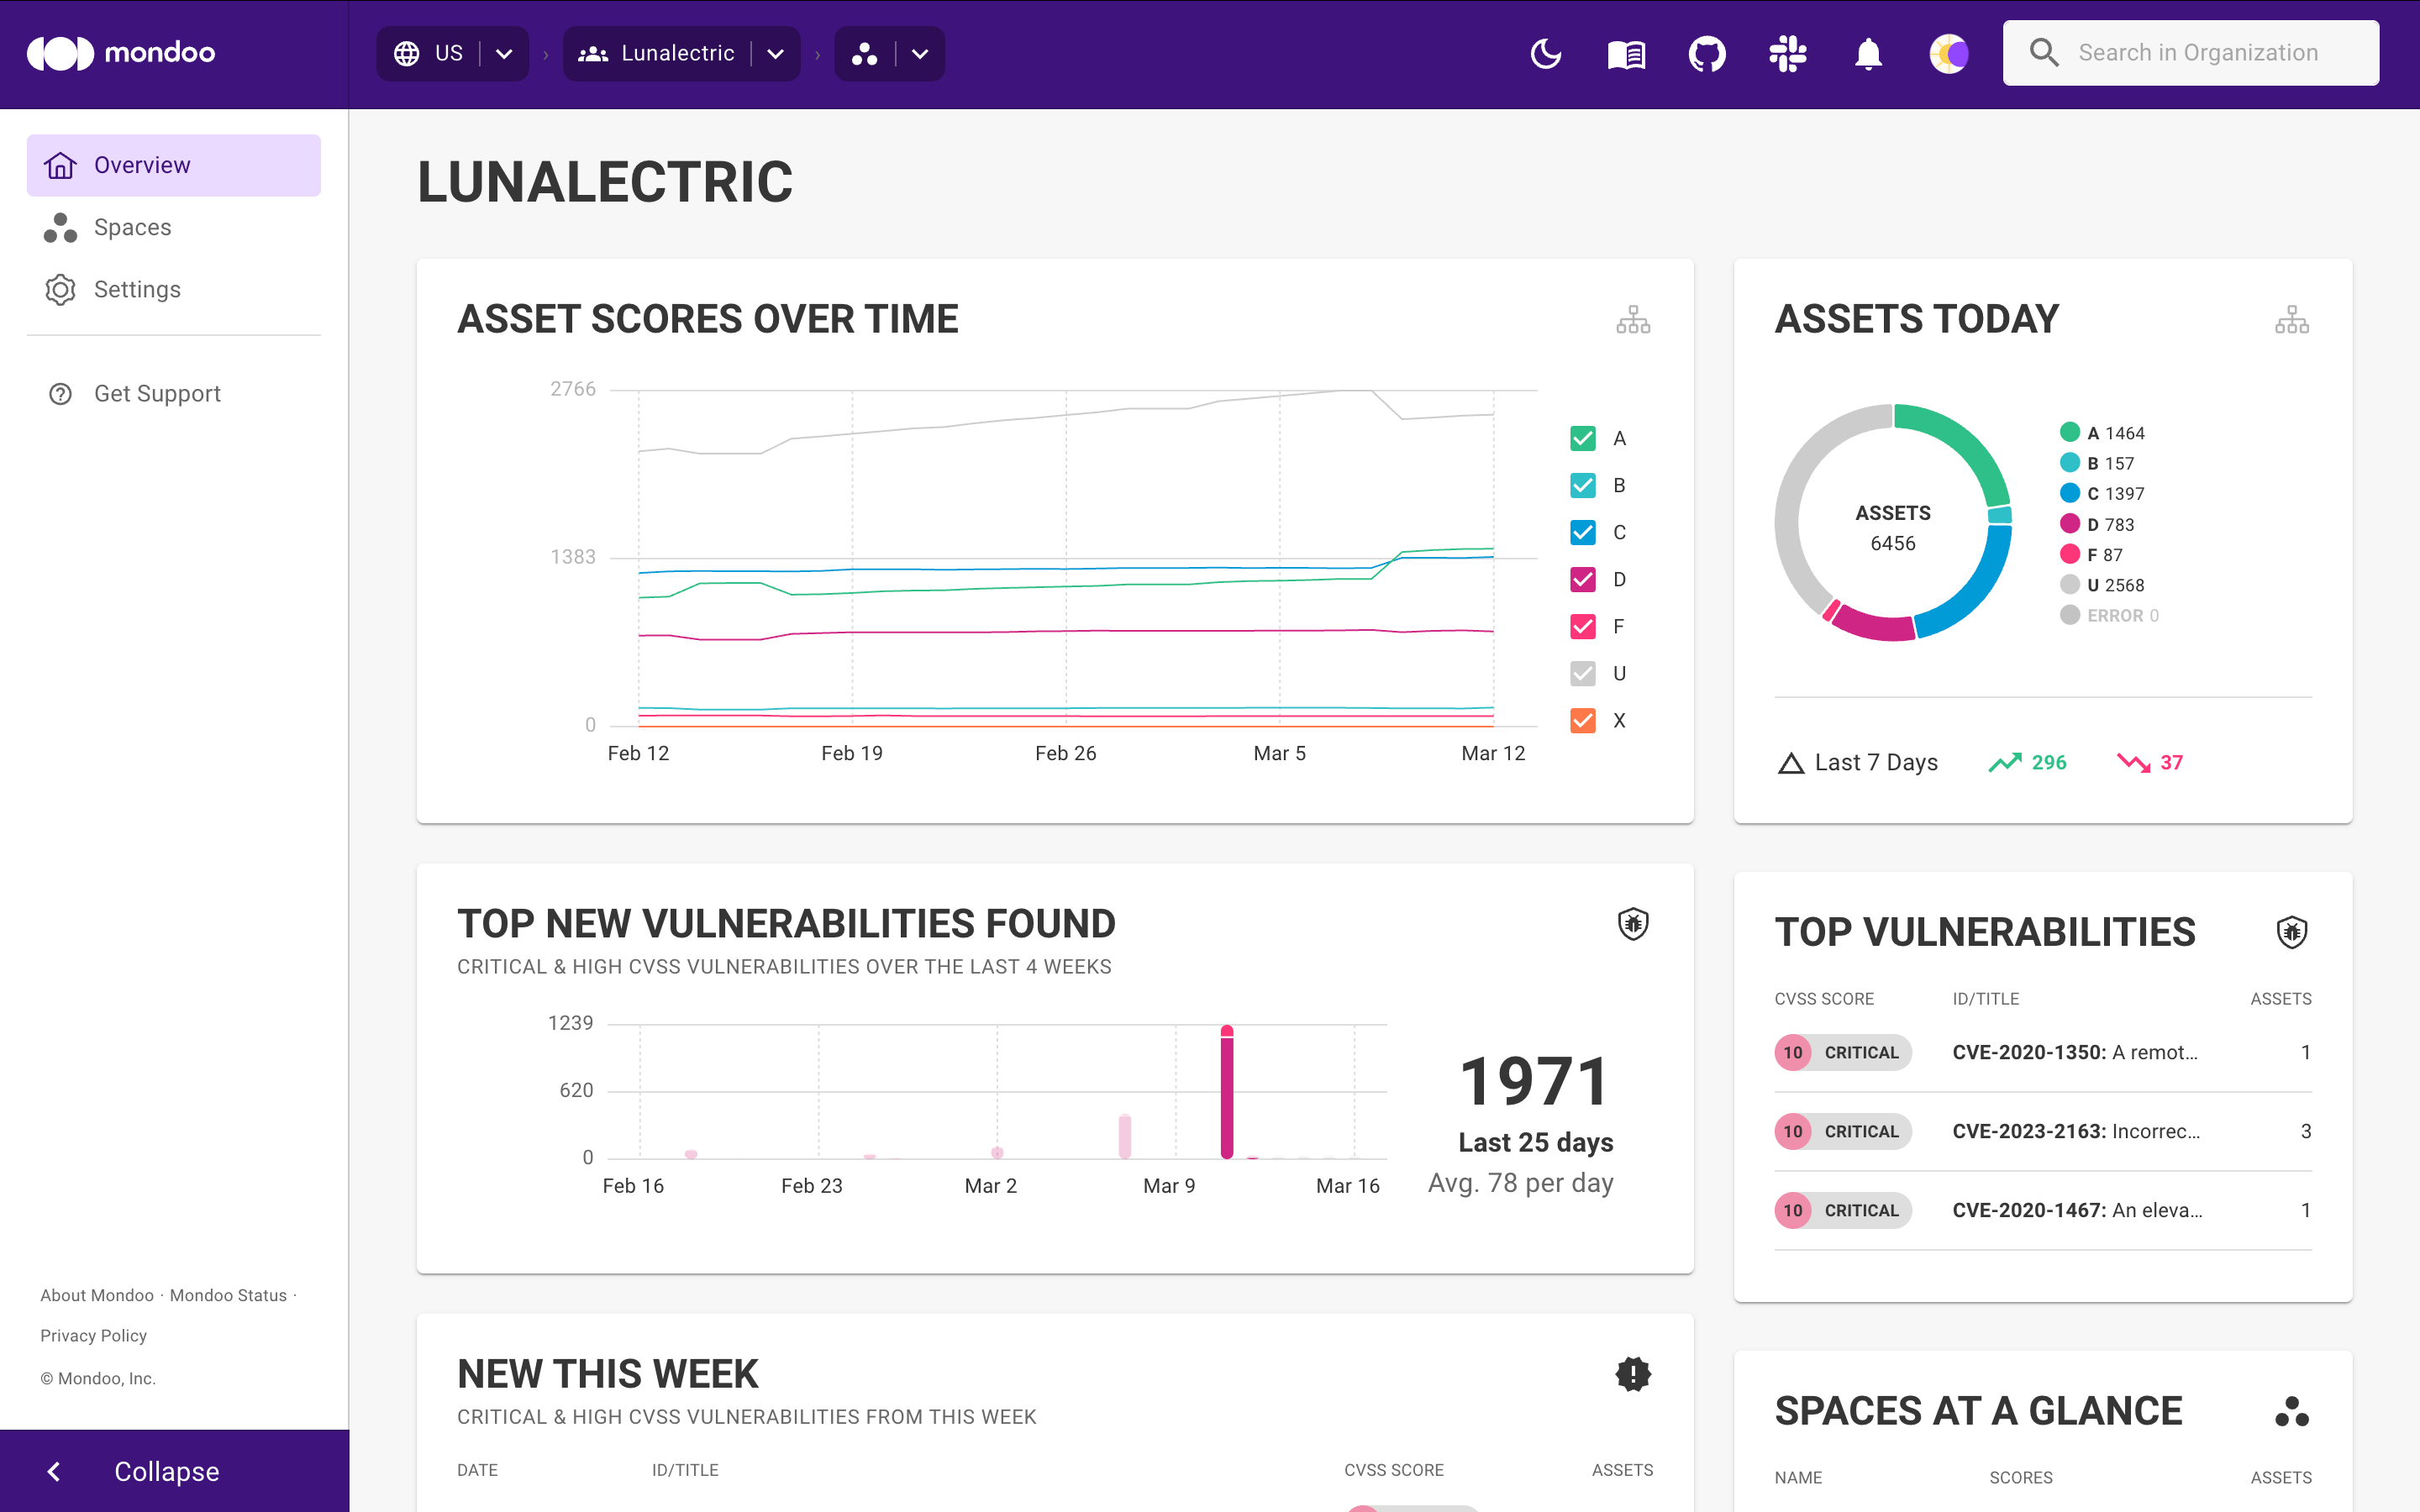 mondoo
US
Lunalectric
Search in Organization
Overview
Spaces
Settings
Get Support
LUNALECTRIC
ASSET SCORES OVER TIME
2766
1383
0
Feb 12
Feb 19
Feb 26
Mar 5
Mar 12
A
B
C
D
F
U
X
ASSETS TODAY
ASSETS
6456
A 1464
B 157
C 1397
D 783
F 87
U 2568
ERROR 0
Last 7 Days
296
37
TOP NEW VULNERABILITIES FOUND
CRITICAL & HIGH CVSS VULNERABILITIES OVER THE LAST 4 WEEKS
1239
620
0
Feb 16
Feb 23
Mar 2
Mar 9
Mar 16
1971
Last 25 days
Avg. 78 per day
TOP VULNERABILITIES
CVSS SCORE ID/TITLE ASSETS
10 CRITICAL CVE-2020-1350: A remot... 1
10 CRITICAL CVE-2023-2163: Incorrec... 3
10 CRITICAL CVE-2020-1467: An eleva... 1
NEW THIS WEEK
CRITICAL & HIGH CVSS VULNERABILITIES FROM THIS WEEK
DATE ID/TITLE CVSS SCORE ASSETS
SPACES AT A GLANCE
NAME SCORES ASSETS
About Mondoo · Mondoo Status ·
Privacy Policy
© Mondoo, Inc.
Collapse